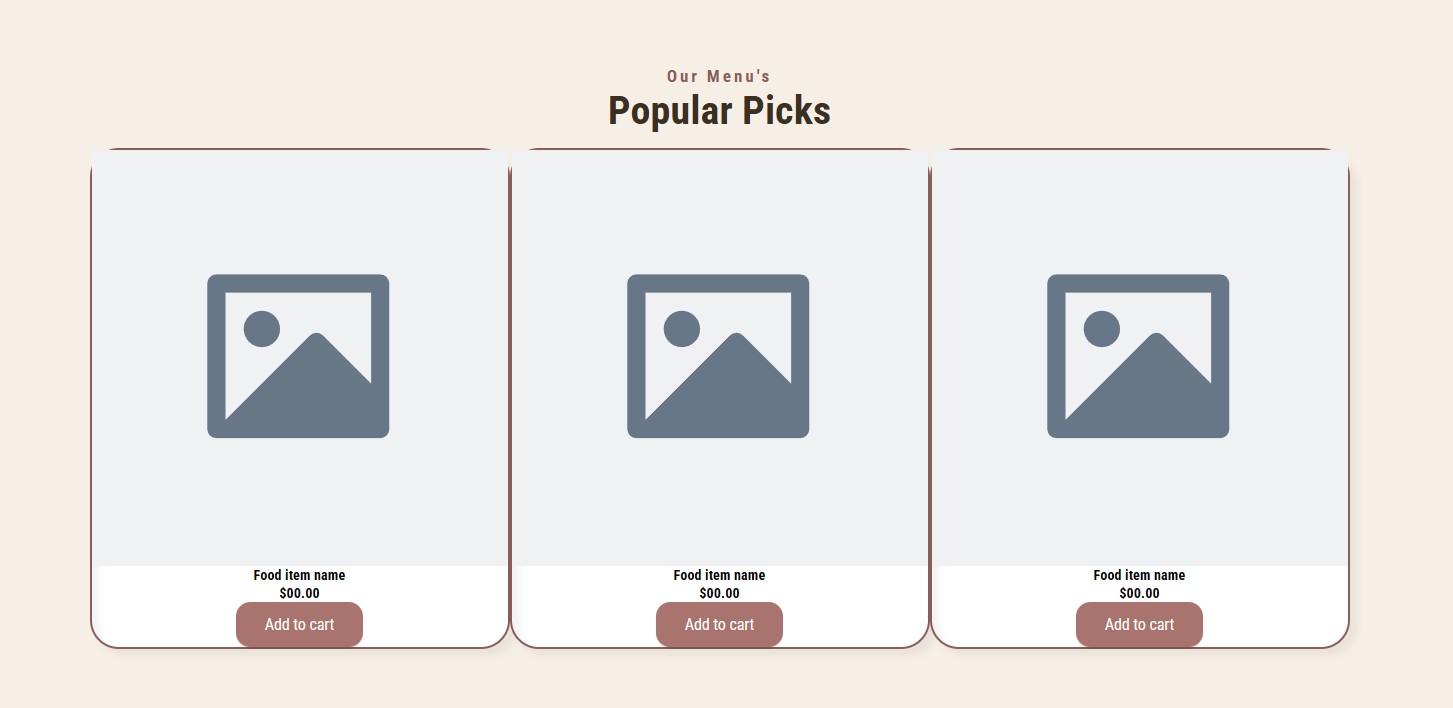 Our Menu's
Popular Picks
Food item name
$00.00
Add to cart
Food item name
$00.00
Add to cart
Food item name
$00.00
Add to cart